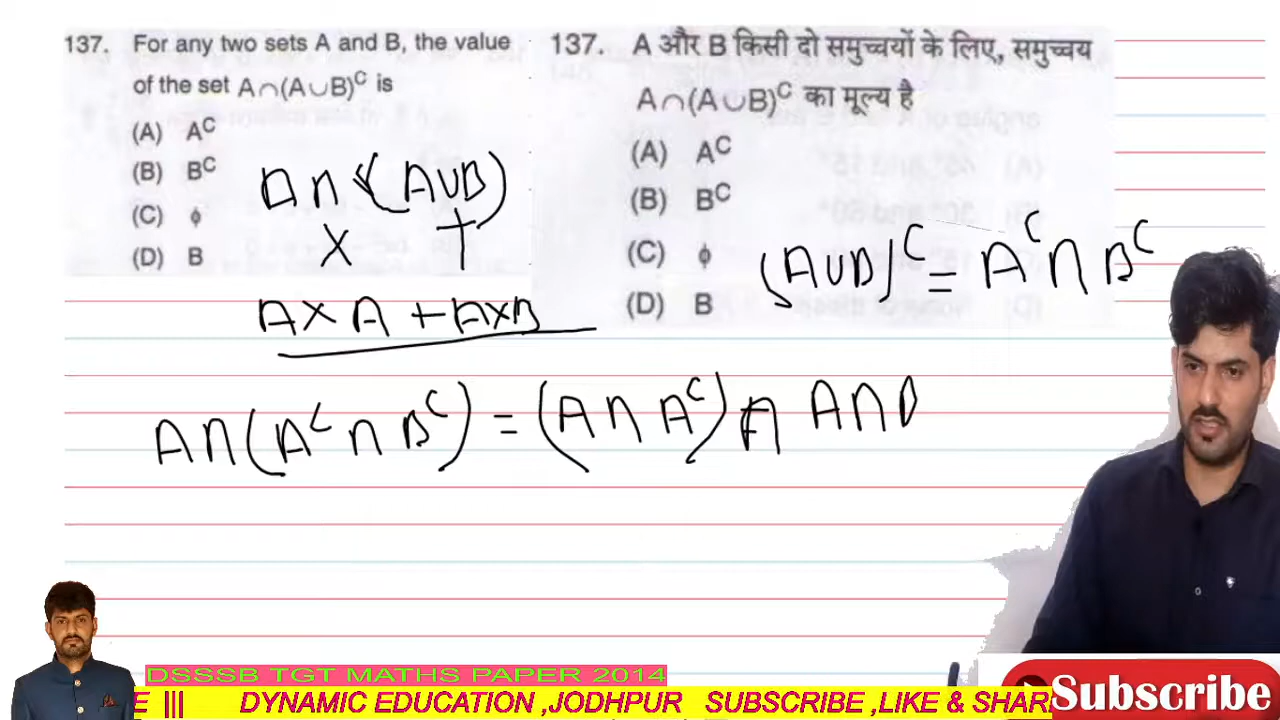 137. For any two sets A and B, the value
of the set A∩(A∪B)ᶜ is
(A) Aᶜ
(B) Bᶜ
(C) ϕ
(D) B
137. A और B किसी दो समुच्चयों के लिए, समुच्चय
A∩(A∪B)ᶜ का मूल्य है
(A) Aᶜ
(B) Bᶜ
(C) ϕ
(D) B
A ∩ (A∪B)
× +
A×A + A×B
(A∪B)ᶜ = Aᶜ ∩ Bᶜ
A∩(Aᶜ∩Bᶜ) = (A∩Aᶜ) ∩ A∩B
DSSSB TGT MATHS PAPER 2014
E ||| DYNAMIC EDUCATION ,JODHPUR SUBSCRIBE ,LIKE & SHAR
Subscribe